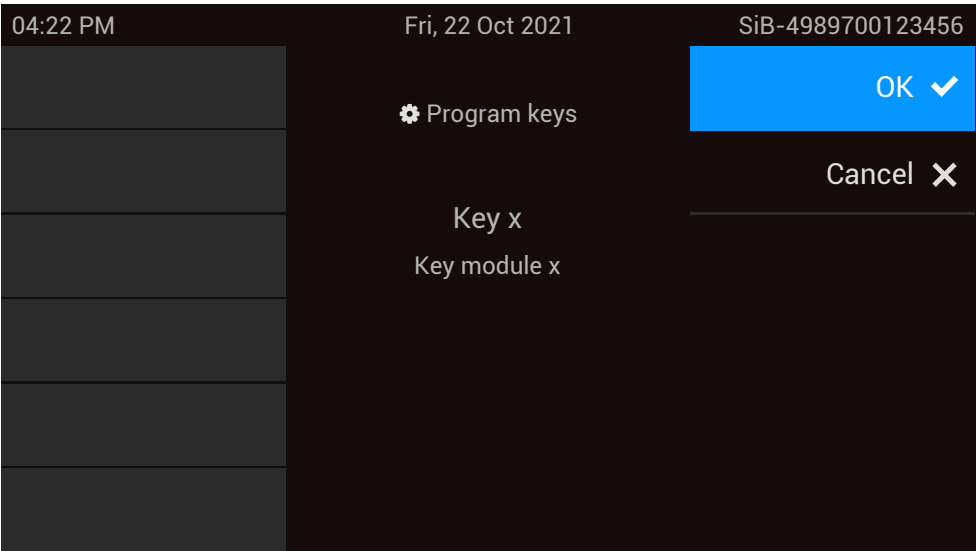 04:22 PM
Fri, 22 Oct 2021
SiB-4989700123456
OK
Program keys
Cancel
Key x
Key module x